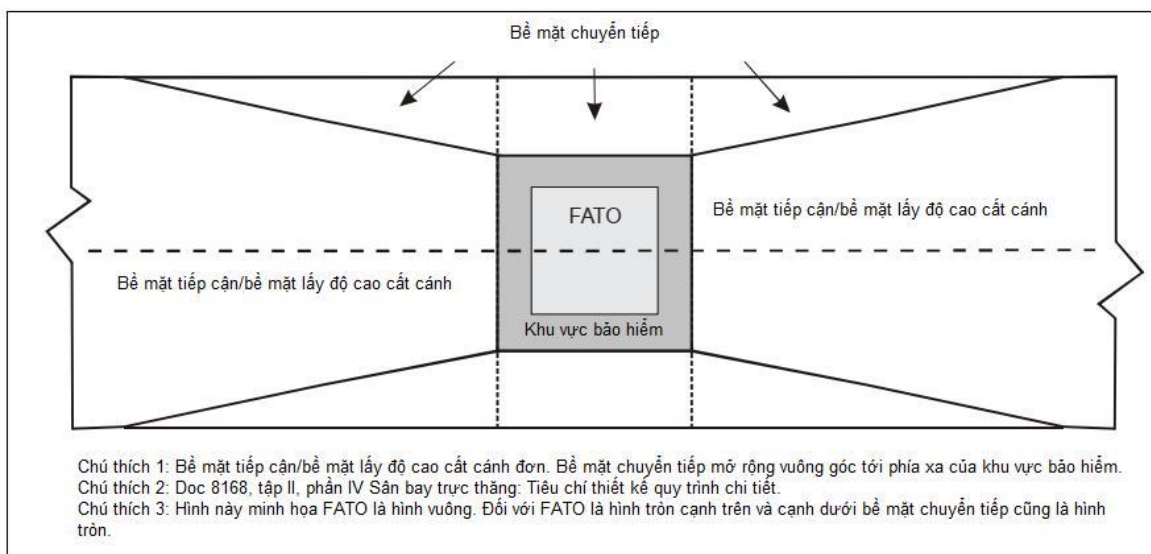 Bề mặt chuyển tiếp
FATO
Bề mặt tiếp cận/bề mặt lấy độ cao cất cánh
Bề mặt tiếp cận/bề mặt lấy độ cao cất cánh
Khu vực bảo hiểm
Chú thích 1: Bề mặt tiếp cận/bề mặt lấy độ cao cất cánh đơn. Bề mặt chuyển tiếp mở rộng vuông góc tới phía xa của khu vực bảo hiểm.
Chú thích 2: Doc 8168, tập II, phần IV Sân bay trực thăng: Tiêu chí thiết kế quy trình chi tiết.
Chú thích 3: Hình này minh họa FATO là hình vuông. Đối với FATO là hình tròn cạnh trên và cạnh dưới bề mặt chuyển tiếp cũng là hình
tròn.